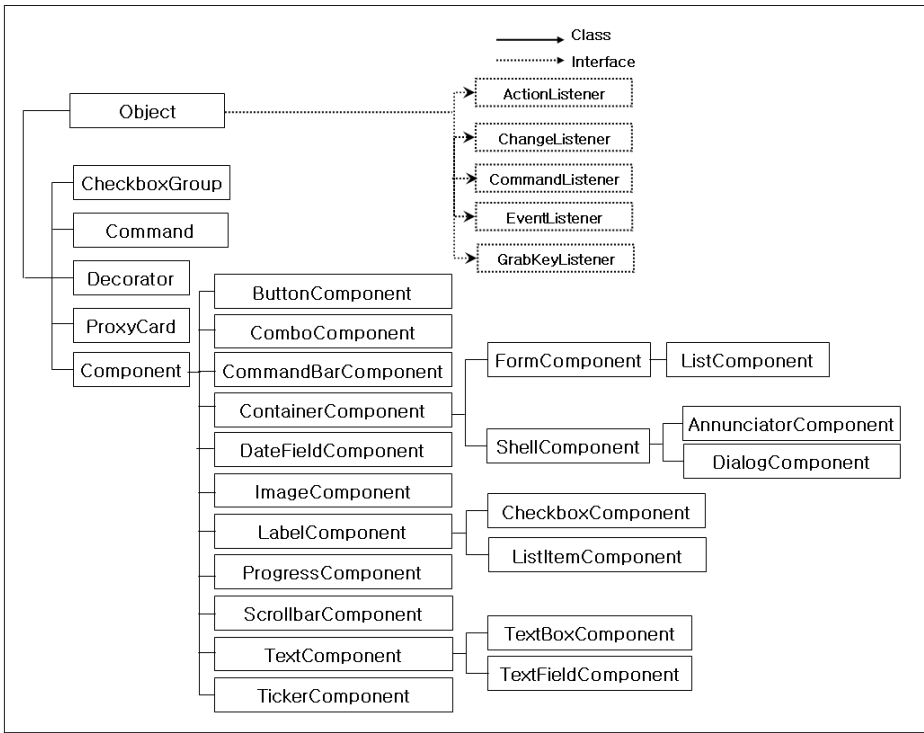 Class
Interface
Object
ActionListener
ChangeListener
CommandListener
EventListener
GrabKeyListener
CheckboxGroup
Command
Decorator
ProxyCard
Component
ButtonComponent
ComboComponent
CommandBarComponent
ContainerComponent
DateFieldComponent
ImageComponent
LabelComponent
ProgressComponent
ScrollbarComponent
TextComponent
TickerComponent
FormComponent
ListComponent
ShellComponent
AnnunciatorComponent
DialogComponent
CheckboxComponent
ListItemComponent
TextBoxComponent
TextFieldComponent